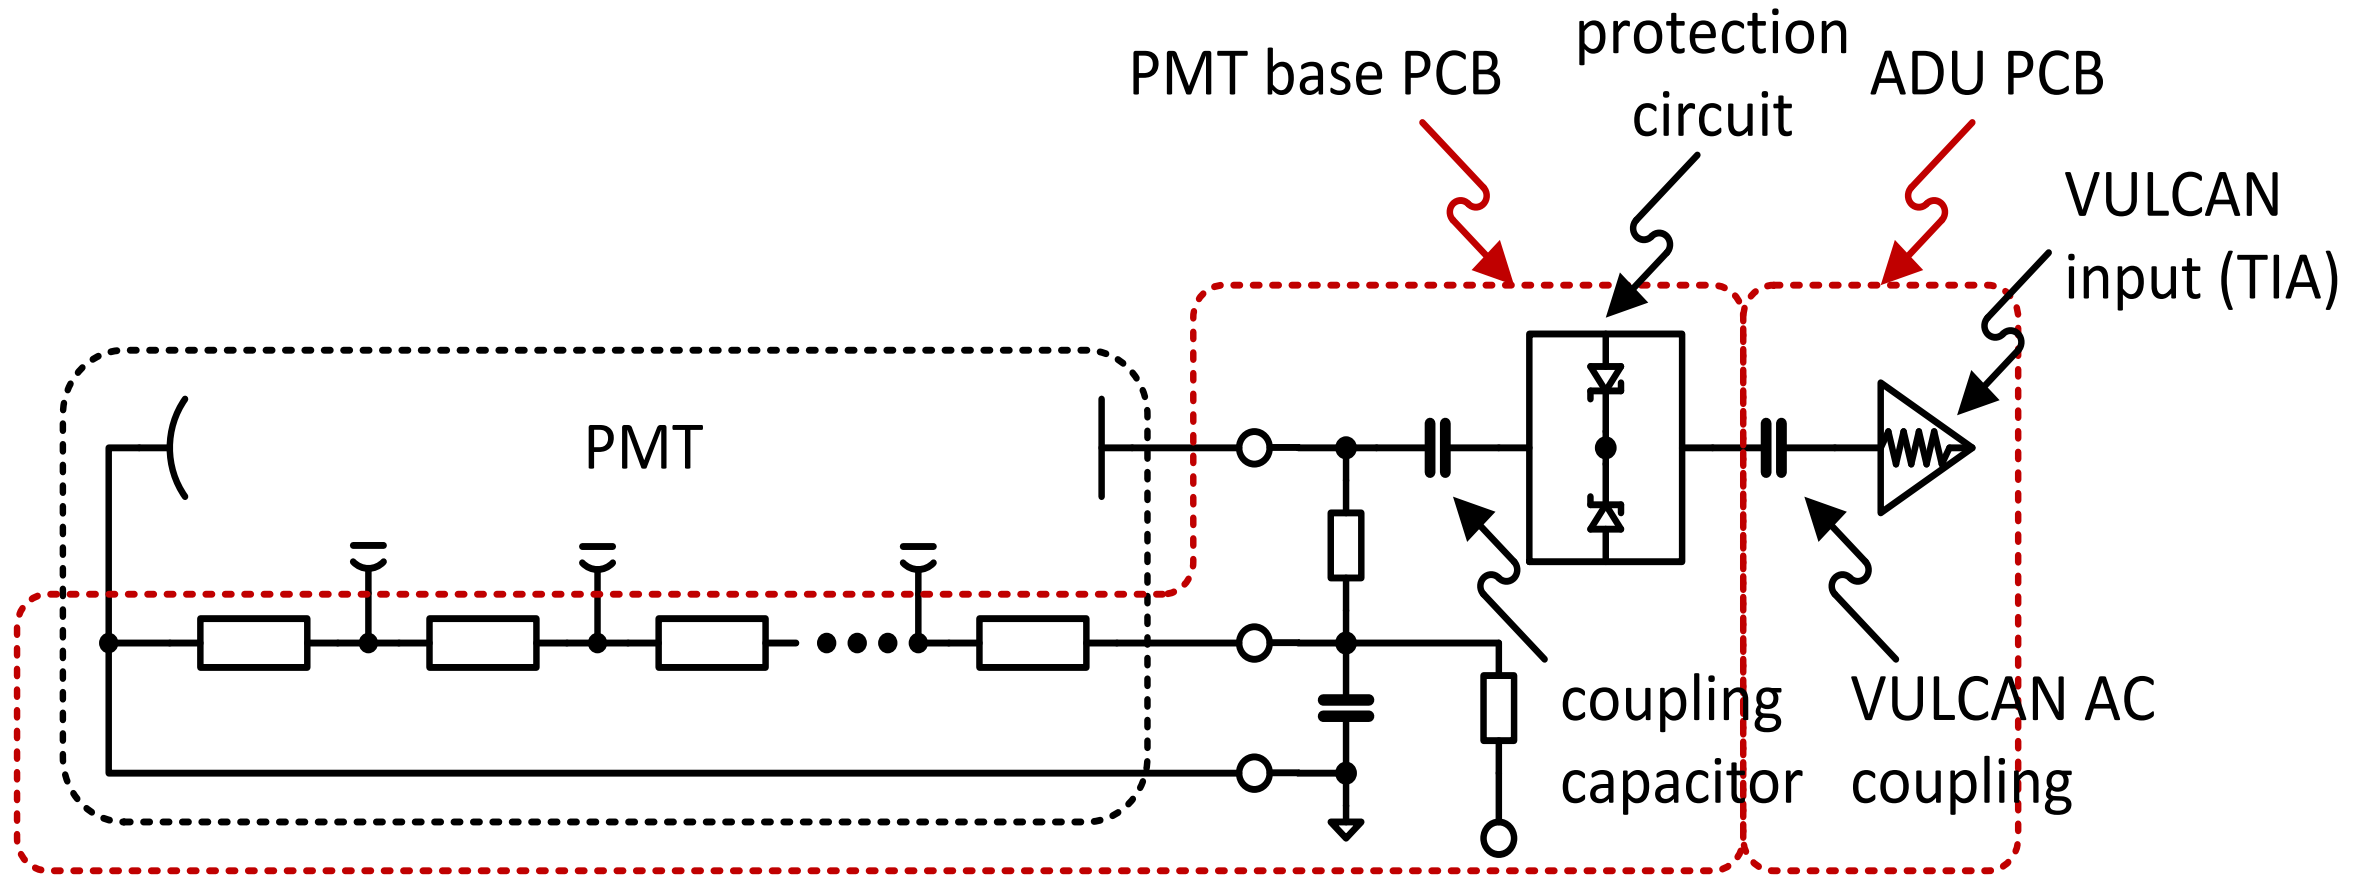 PMT base PCB
protection
circuit
ADU PCB
VULCAN
input (TIA)
PMT
coupling
capacitor
VULCAN AC
coupling